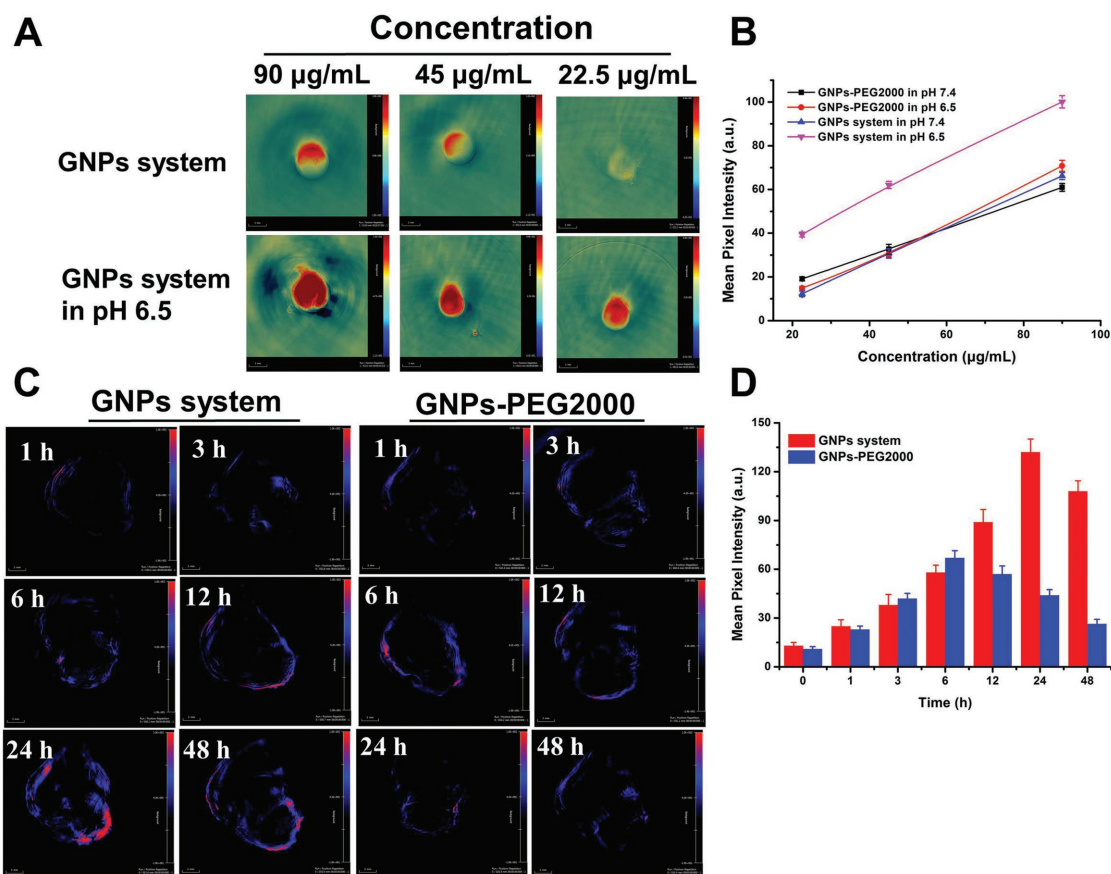 A
Concentration
90 µg/mL
45 µg/mL
22.5 µg/mL
GNPs system
GNPs system
in pH 6.5
B
GNPs-PEG2000 in pH 7.4
GNPs-PEG2000 in pH 6.5
GNPs system in pH 7.4
GNPs system in pH 6.5
Mean Pixel Intensity (a.u.)
100
80
60
40
20
0
20
40
60
80
100
Concentration (µg/mL)
C
GNPs system
GNPs-PEG2000
1 h
3 h
1 h
3 h
6 h
12 h
6 h
12 h
24 h
48 h
24 h
48 h
D
GNPs system
GNPs-PEG2000
Mean Pixel Intensity (a.u.)
150
120
90
60
30
0
0
1
3
6
12
24
48
Time (h)